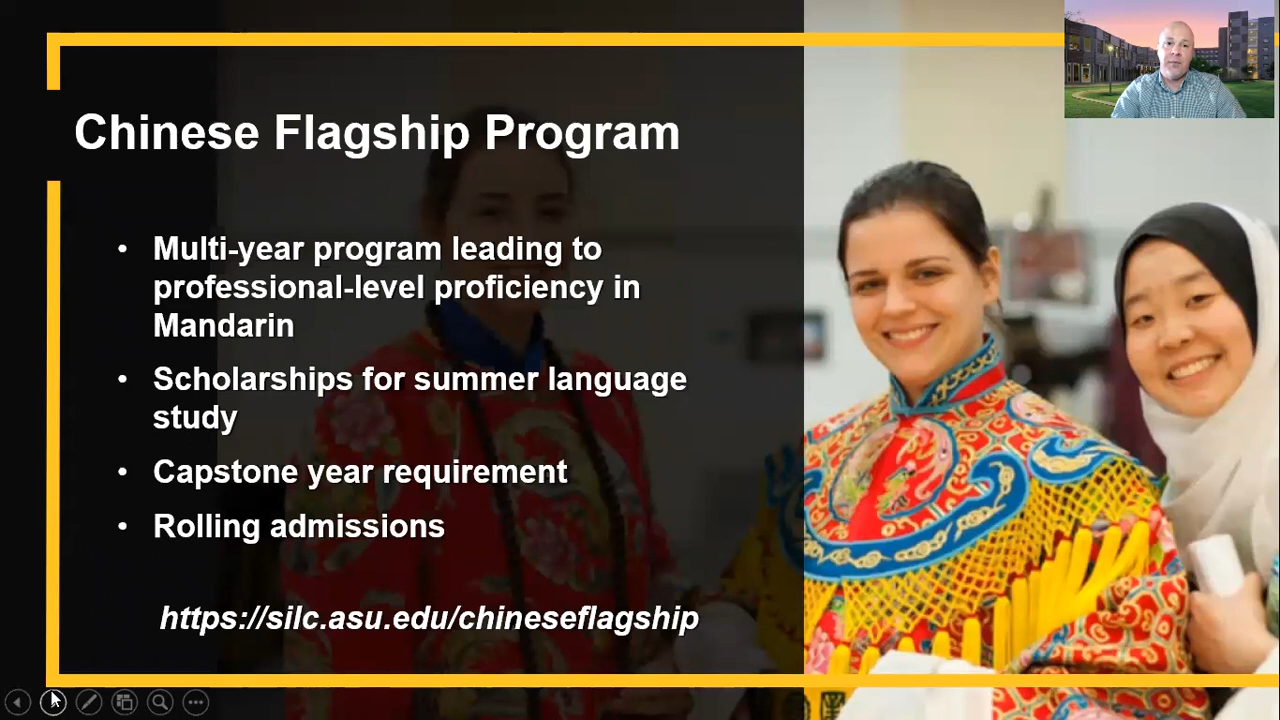 Chinese Flagship Program
• Multi-year program leading to
professional-level proficiency in
Mandarin
• Scholarships for summer language
study
• Capstone year requirement
• Rolling admissions
https://silc.asu.edu/chineseflagship